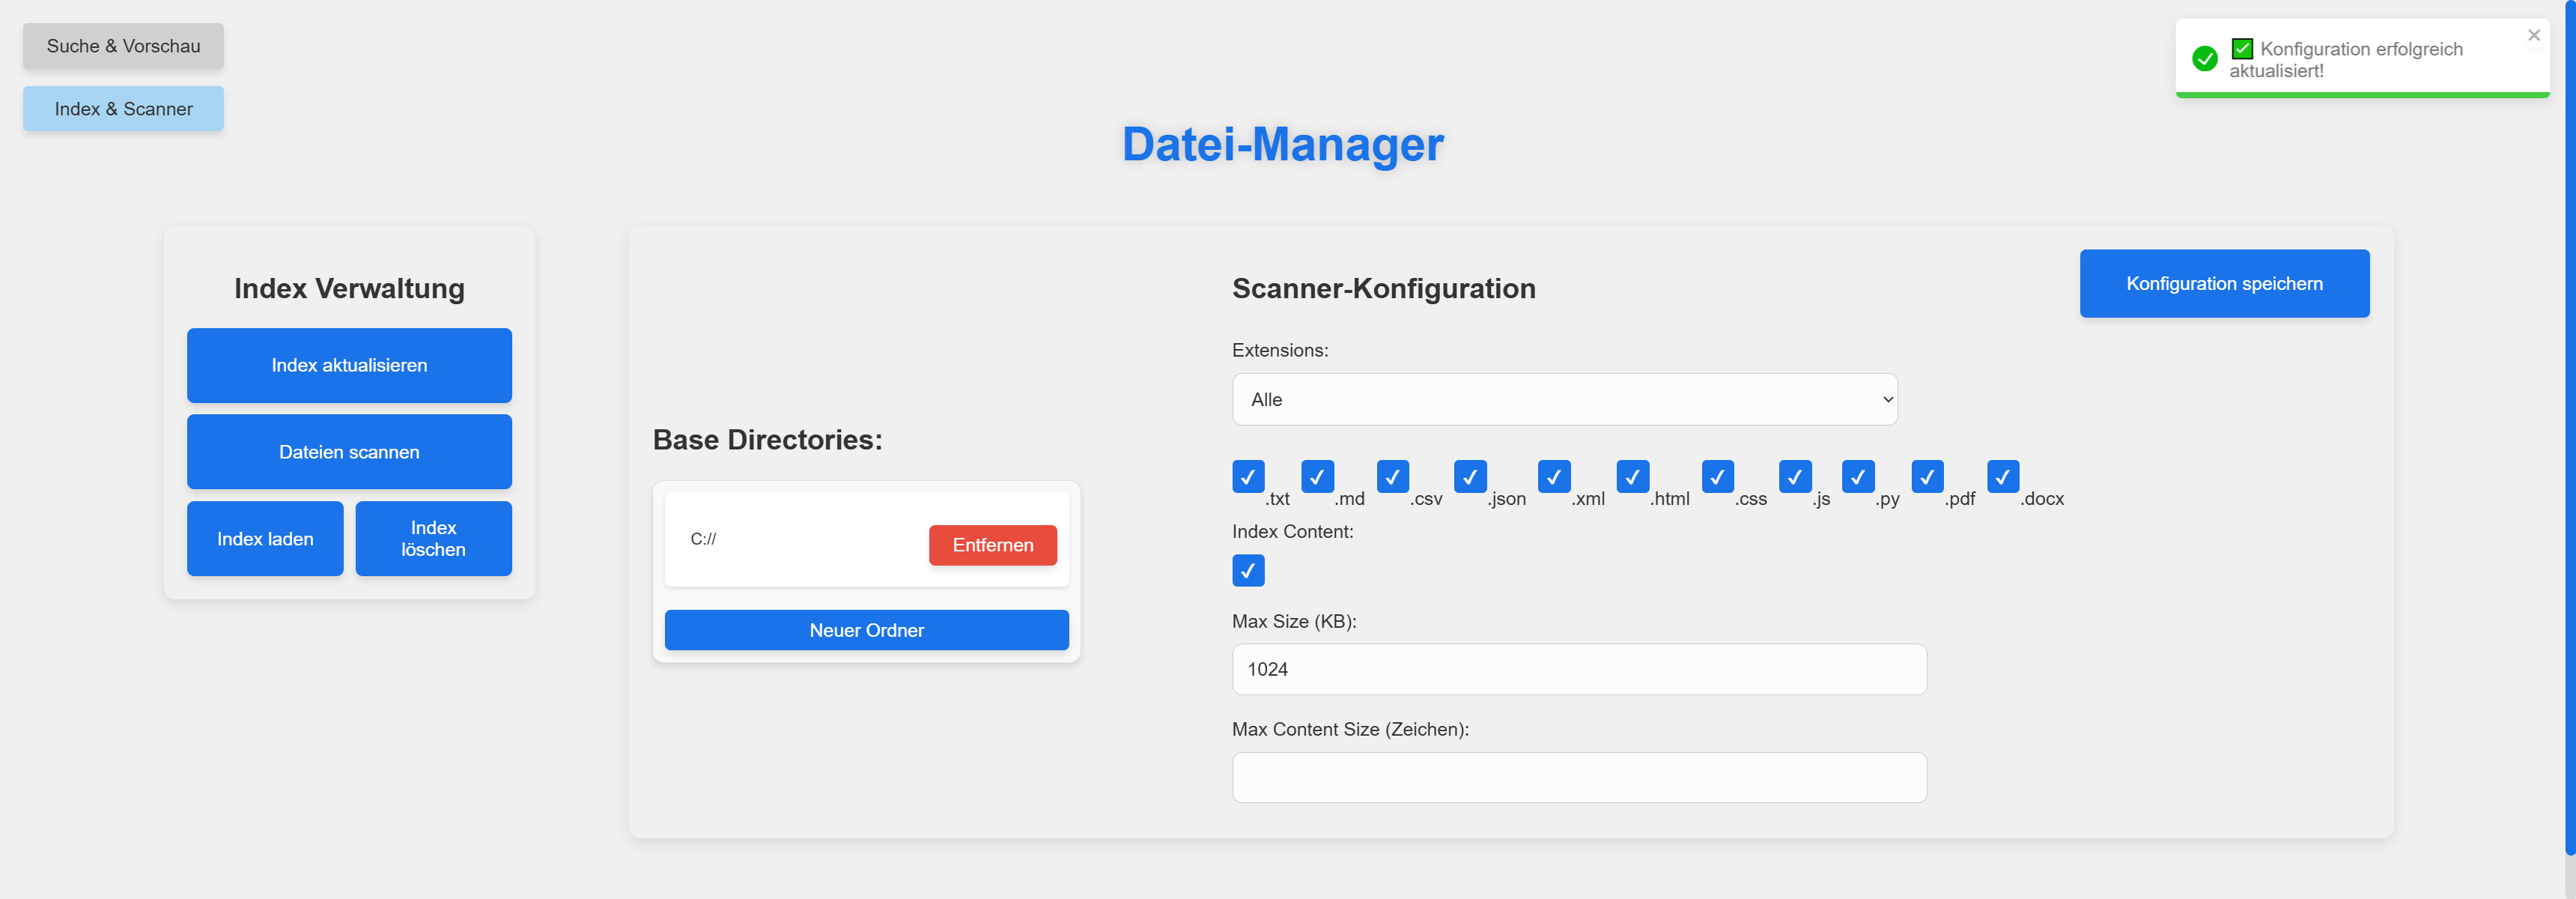 Suche & Vorschau
Index & Scanner
✅ Konfiguration erfolgreich
aktualisiert!
Datei-Manager
Index Verwaltung
Index aktualisieren
Dateien scannen
Index laden
Index
löschen
Base Directories:
C://
Entfernen
Neuer Ordner
Scanner-Konfiguration
Konfiguration speichern
Extensions:
Alle
.txt .md .csv .json .xml .html .css .js .py .pdf .docx
Index Content:
Max Size (KB):
1024
Max Content Size (Zeichen):